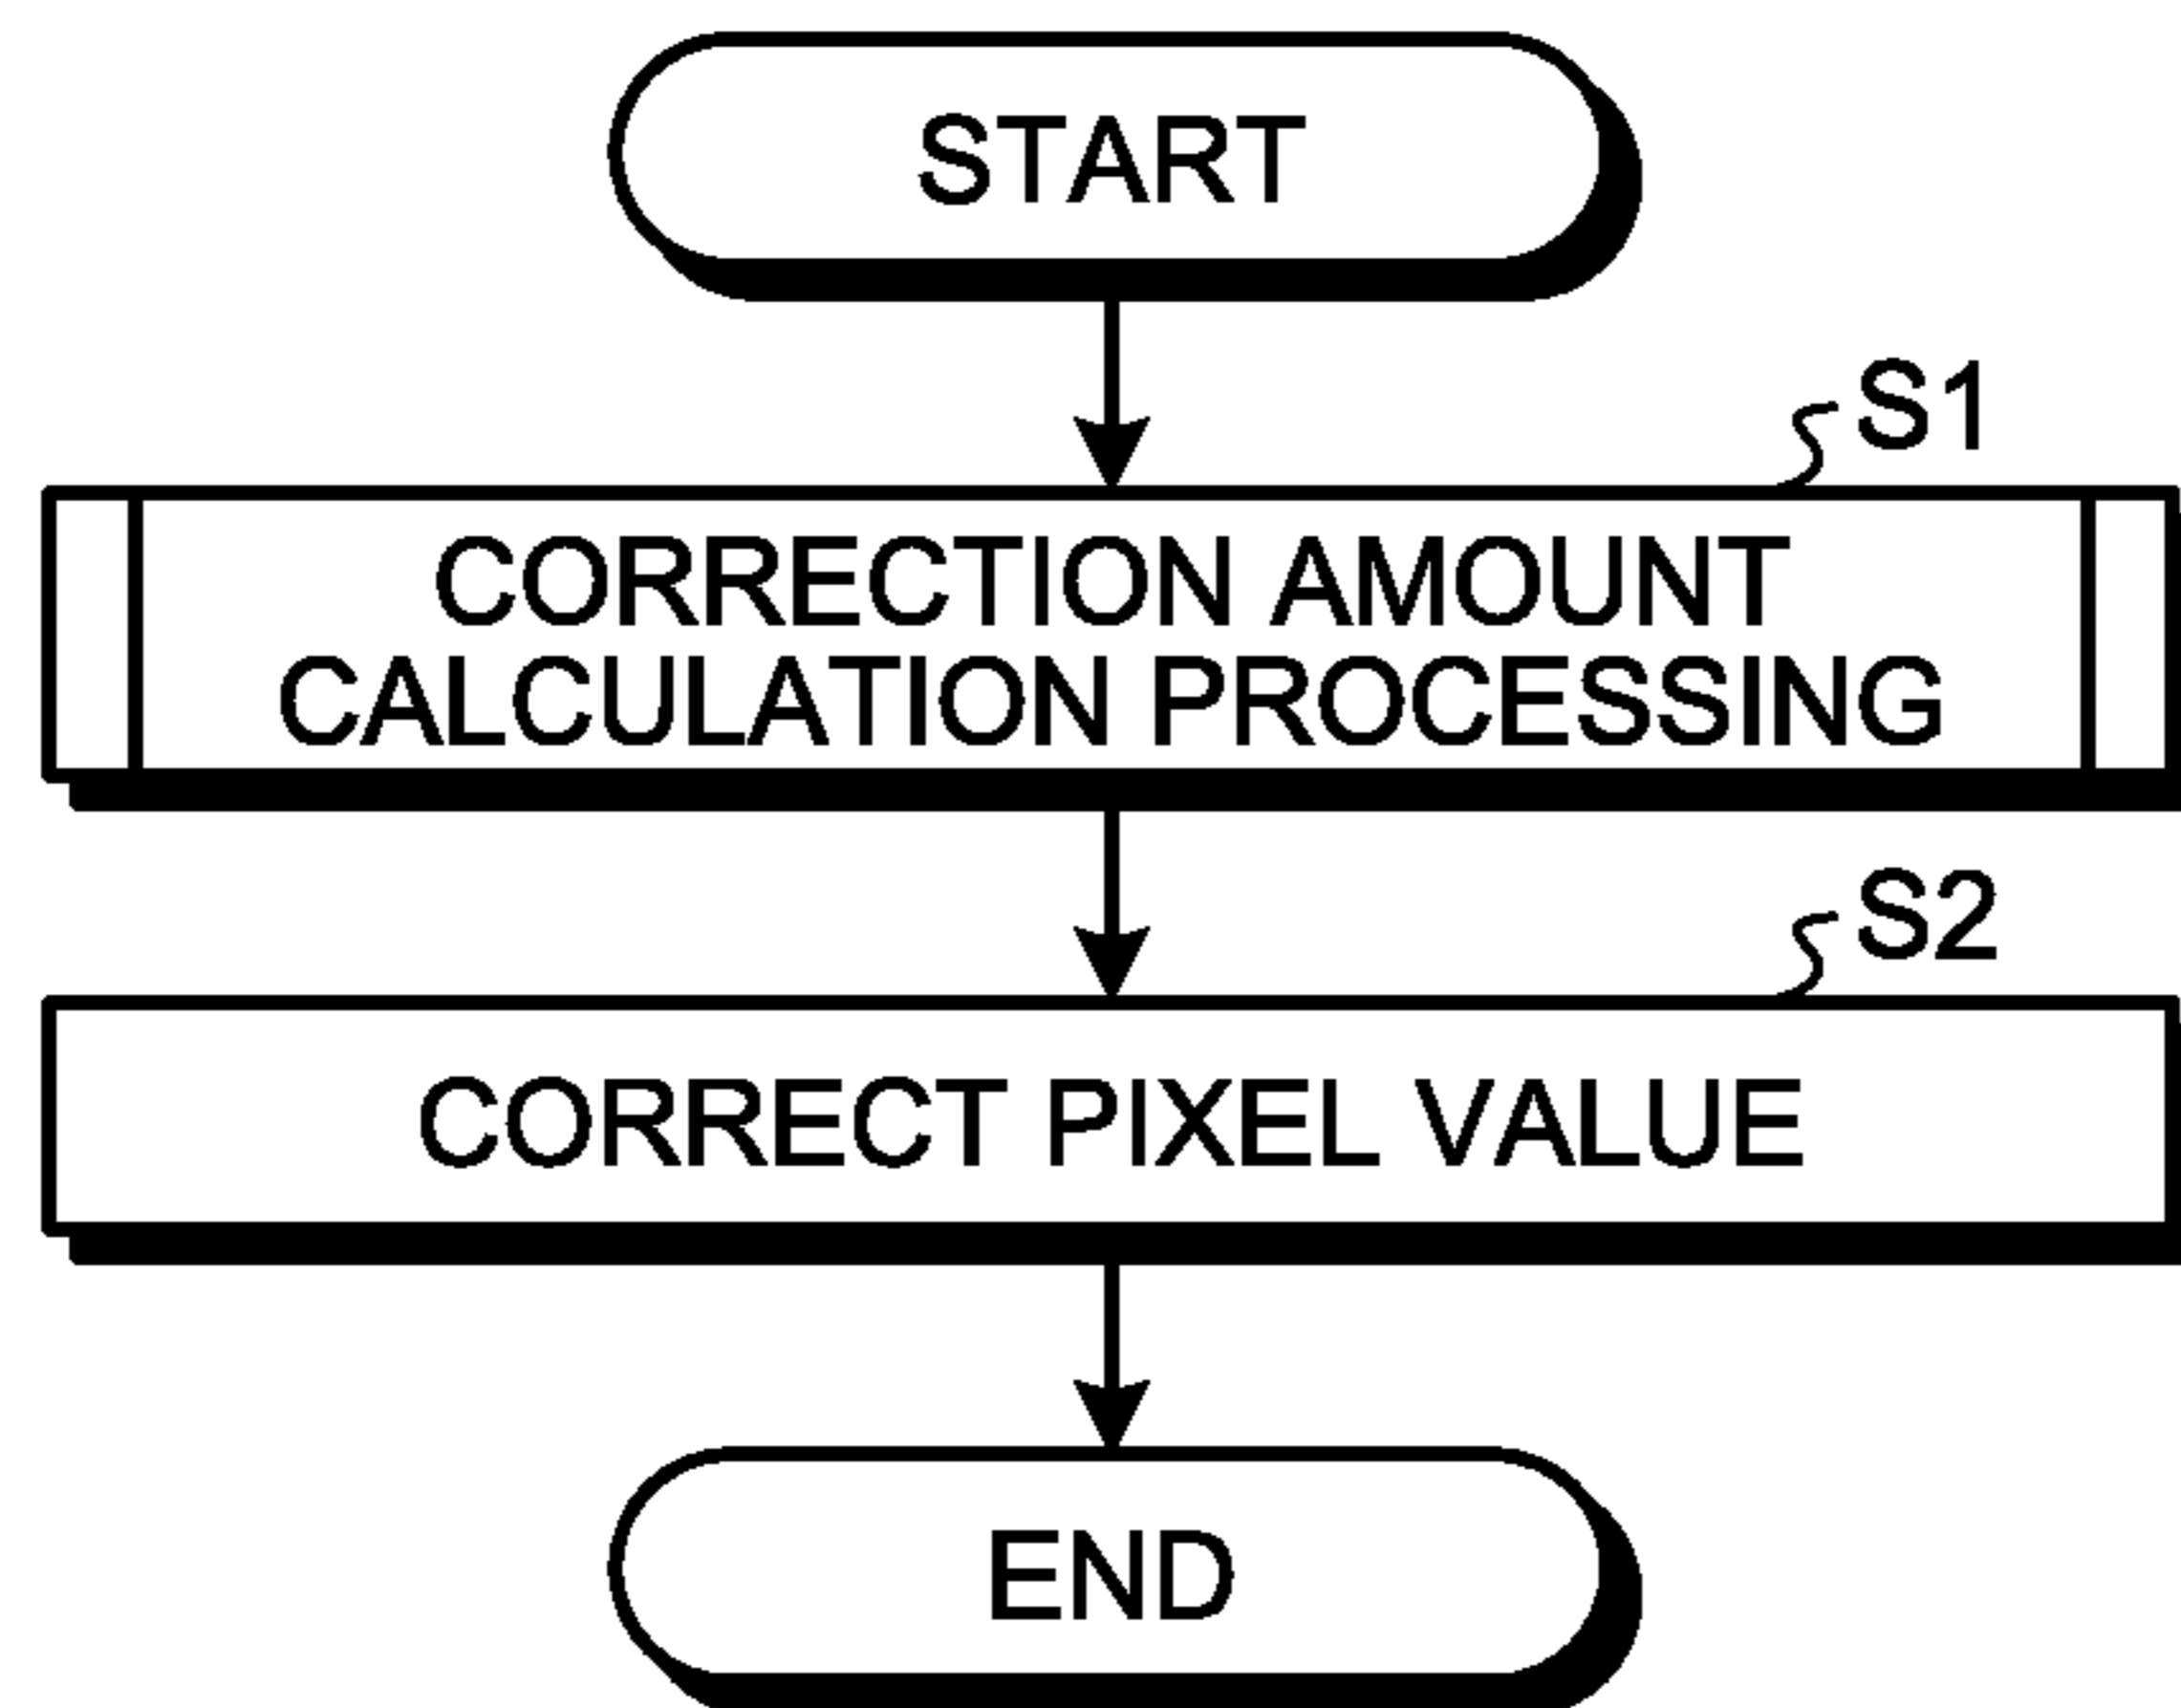 START
S1
CORRECTION AMOUNT
CALCULATION PROCESSING
S2
CORRECT PIXEL VALUE
END